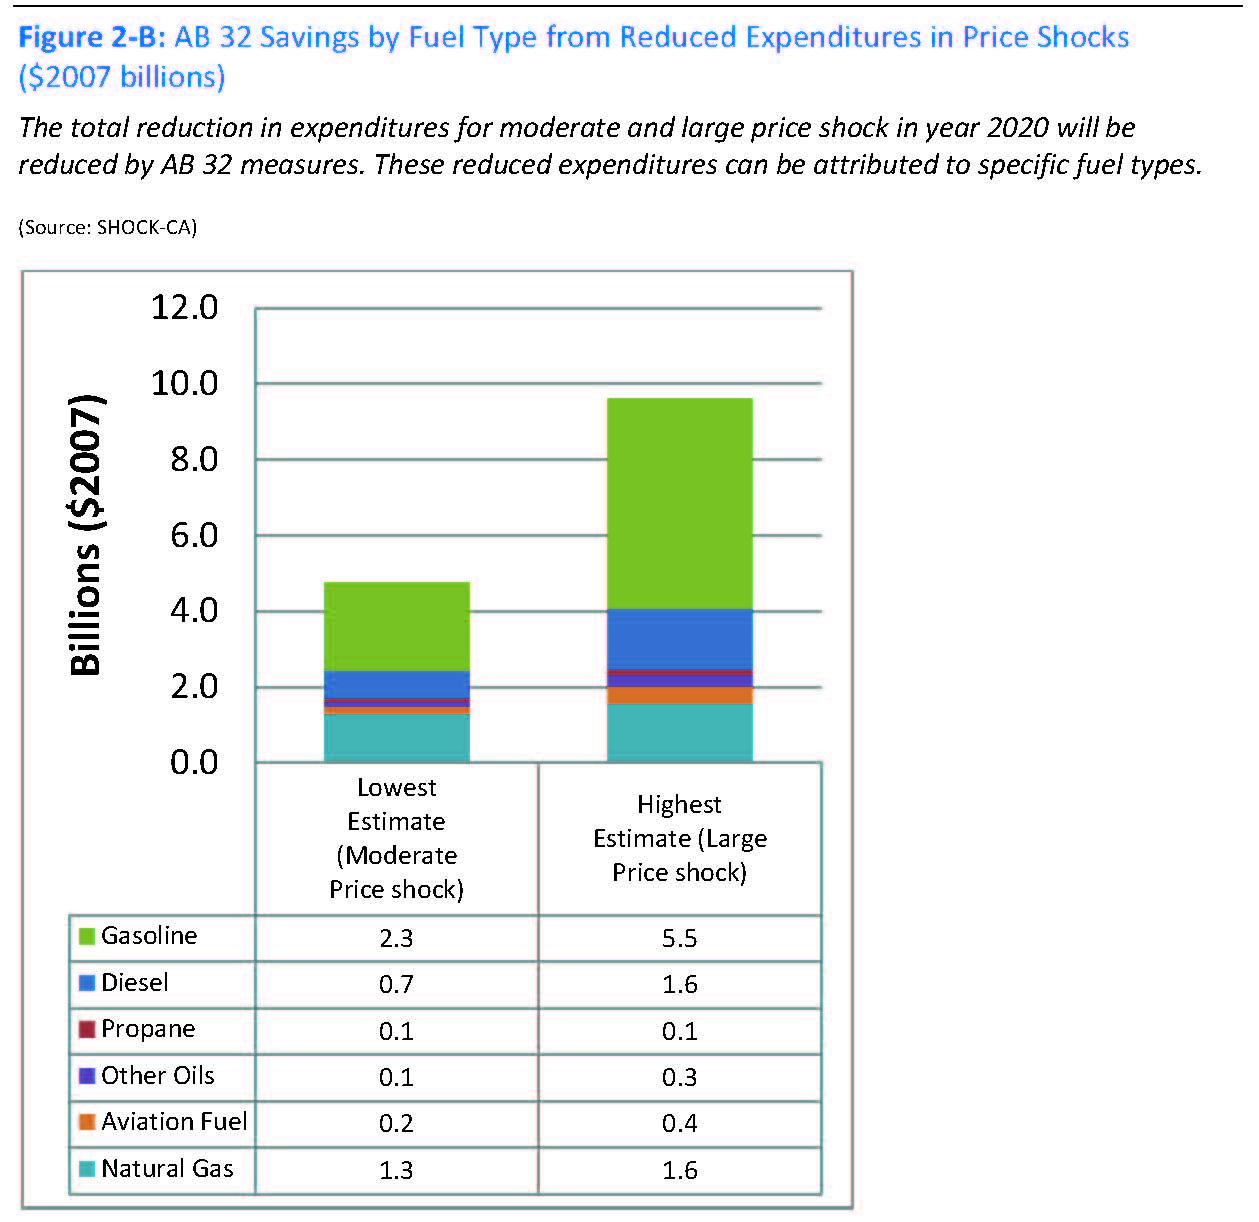 Figure 2-B: AB 32 Savings by Fuel Type from Reduced Expenditures in Price Shocks
($2007 billions)
The total reduction in expenditures for moderate and large price shock in year 2020 will be
reduced by AB 32 measures. These reduced expenditures can be attributed to specific fuel types.
(Source: SHOCK-CA)
12.0
10.0
8.0
6.0
4.0
2.0
0.0
Billions ($2007)
Lowest
Estimate
(Moderate
Price shock)
Highest
Estimate (Large
Price shock)
Gasoline 2.3 5.5
Diesel 0.7 1.6
Propane 0.1 0.1
Other Oils 0.1 0.3
Aviation Fuel 0.2 0.4
Natural Gas 1.3 1.6